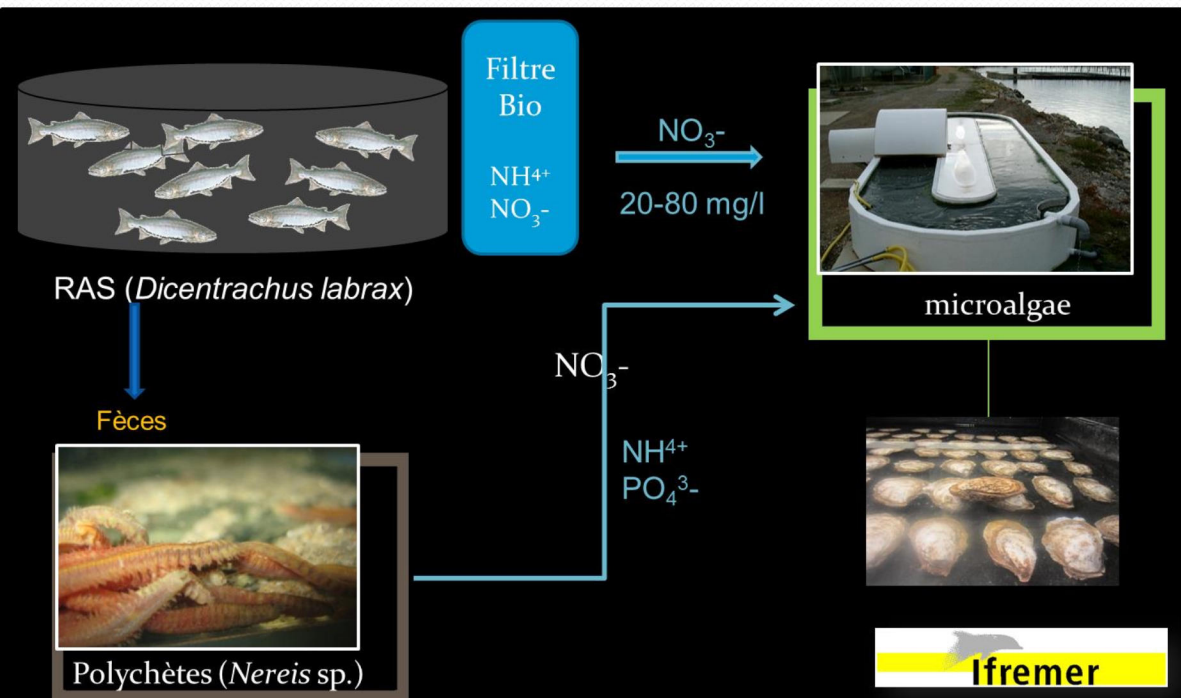 Filtre
Bio
NH⁴⁺
NO₃-
NO₃-
20-80 mg/l
RAS (Dicentrachus labrax)
microalgae
NO₃-
Fèces
NH⁴⁺
PO₄³-
Polychètes (Nereis sp.)
Ifremer